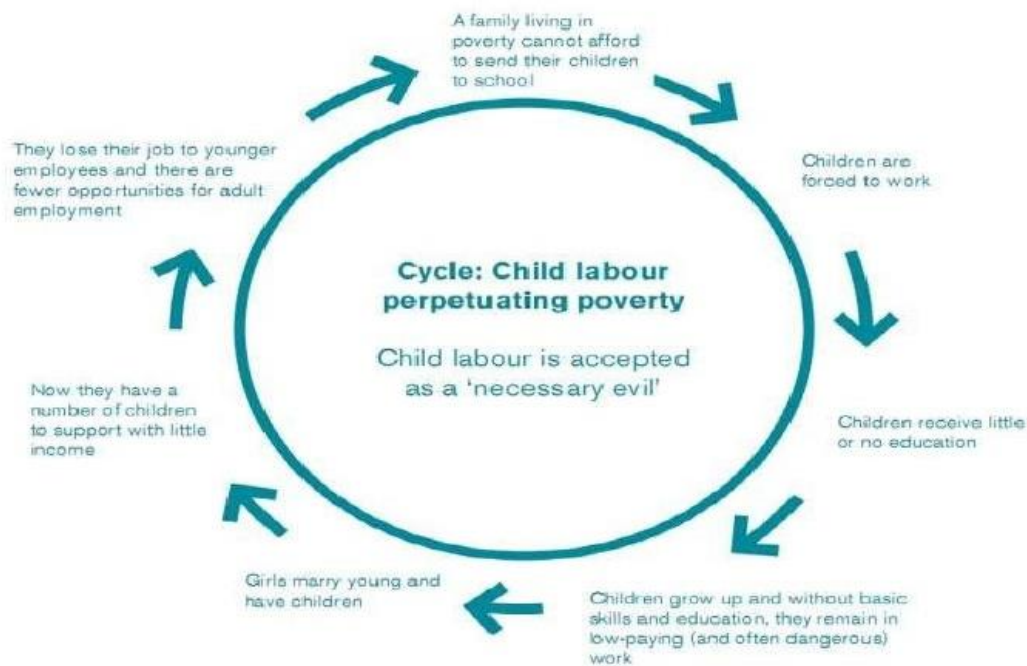 A family living in
poverty cannot afford
to send their children
to school
Children are
forced to work
Children receive little
or no education
Children grow up and without basic
skills and education, they remain in
low-paying (and often dangerous)
work
Girls marry young and
have children
Now they have a
number of children
to support with little
income
They lose their job to younger
employees and there are
fewer opportunities for adult
employment
Cycle: Child labour
perpetuating poverty
Child labour is accepted
as a ‘necessary evil’